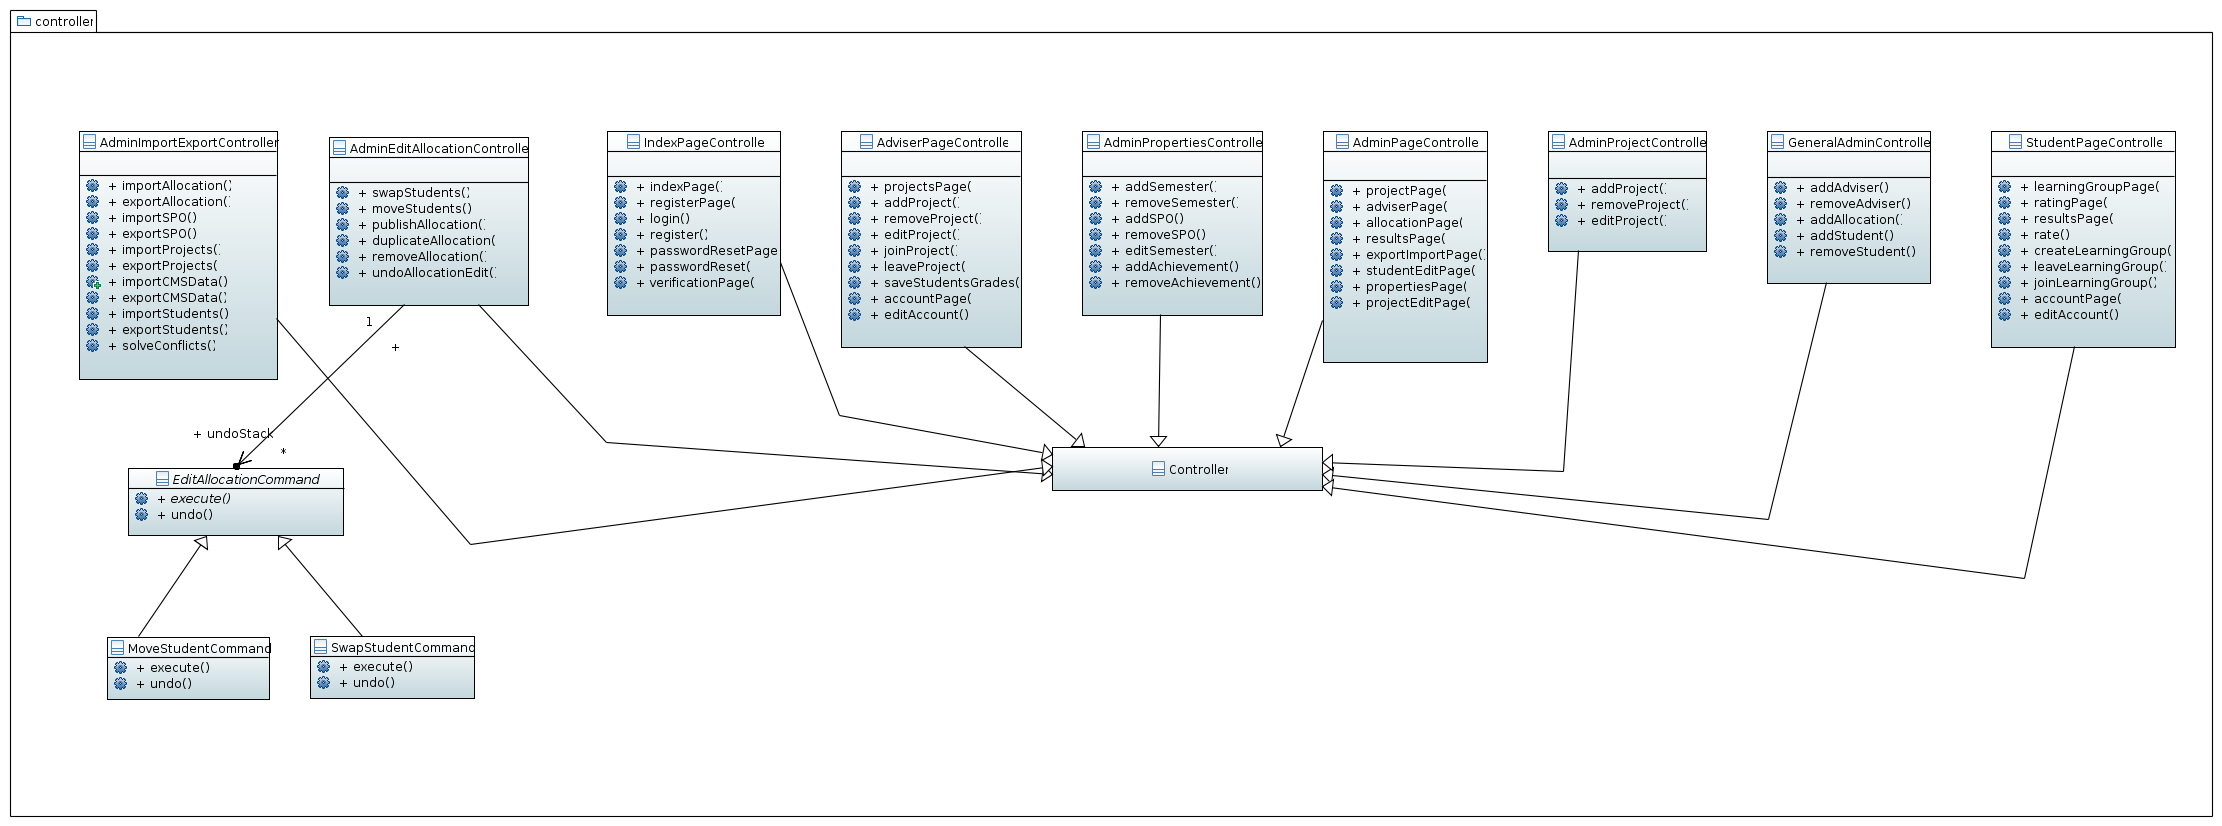 controller
AdminImportExportController
+ importAllocation()
+ exportAllocation()
+ importSPO()
+ exportSPO()
+ importProjects()
+ exportProjects(
+ importCMSData()
+ exportCMSData()
+ importStudents()
+ exportStudents()
+ solveConflicts()
AdminEditAllocationControlle
+ swapStudents()
+ moveStudents()
+ publishAllocation()
+ duplicateAllocation(
+ removeAllocation()
+ undoAllocationEdit()
IndexPageControlle
+ indexPage()
+ registerPage(
+ login()
+ register()
+ passwordResetPage
+ passwordReset(
+ verificationPage(
AdviserPageControlle
+ projectsPage(
+ addProject()
+ removeProject()
+ editProject()
+ joinProject()
+ leaveProject(
+ saveStudentsGrades(
+ accountPage(
+ editAccount()
AdminPropertiesControlle
+ addSemester()
+ removeSemester()
+ addSPO()
+ removeSPO()
+ editSemester()
+ addAchievement()
+ removeAchievement()
AdminPageControlle
+ projectPage(
+ adviserPage(
+ allocationPage(
+ resultsPage(
+ exportImportPage()
+ studentEditPage(
+ propertiesPage(
+ projectEditPage(
AdminProjectControlle
+ addProject()
+ removeProject()
+ editProject()
GeneralAdminControlle
+ addAdviser()
+ removeAdviser()
+ addAllocation()
+ addStudent()
+ removeStudent()
StudentPageControlle
+ learningGroupPage(
+ ratingPage(
+ resultsPage(
+ rate()
+ createLearningGroup(
+ leaveLearningGroup()
+ joinLearningGroup()
+ accountPage(
+ editAccount()
1
+
+ undoStack
*
EditAllocationCommand
+ execute()
+ undo()
Controller
MoveStudentCommand
+ execute()
+ undo()
SwapStudentCommand
+ execute()
+ undo()